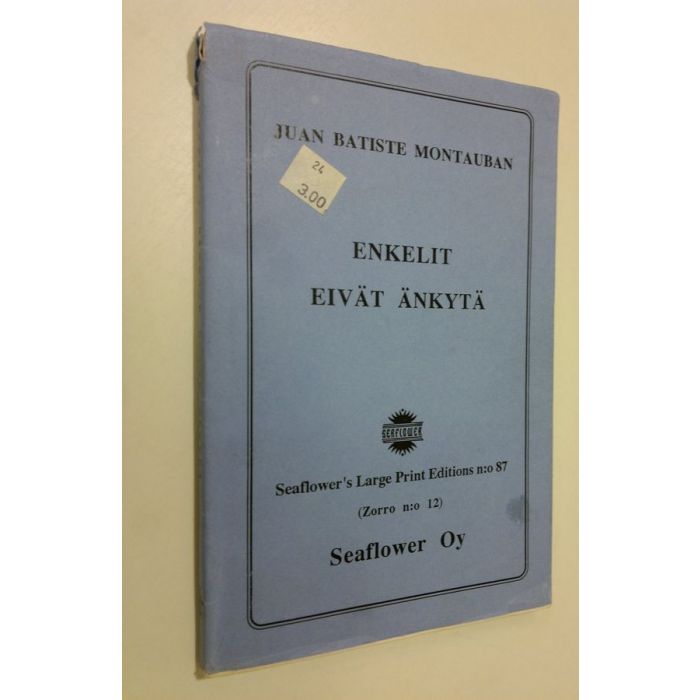 JUAN BATISTE MONTAUBAN
24
3.00
ENKELIT
EIVÄT ÄNKYTÄ
SEAFLOWER
Seaflower's Large Print Editions n:o 87
(Zorro n:o 12)
Seaflower Oy